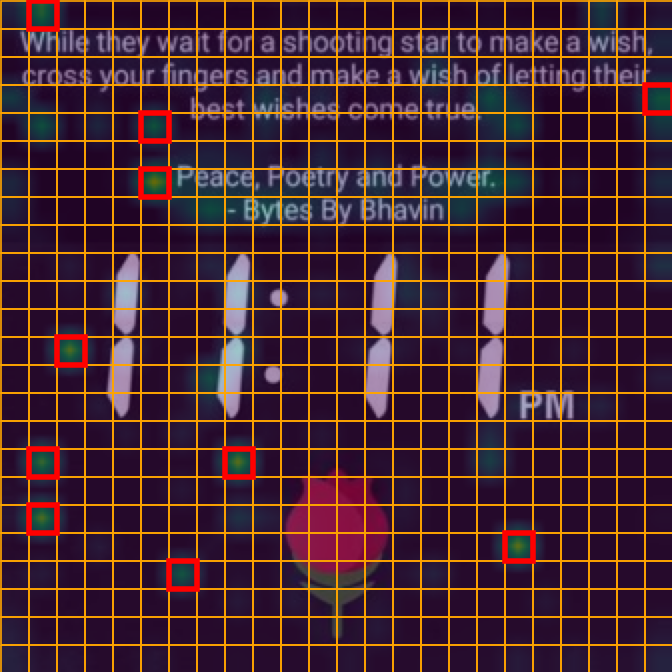 While they wait for a shooting star to make a wish,
cross your fingers and make a wish of letting their
best wishes come true.
Peace, Poetry and Power.
- Bytes By Bhavin
11:11 PM